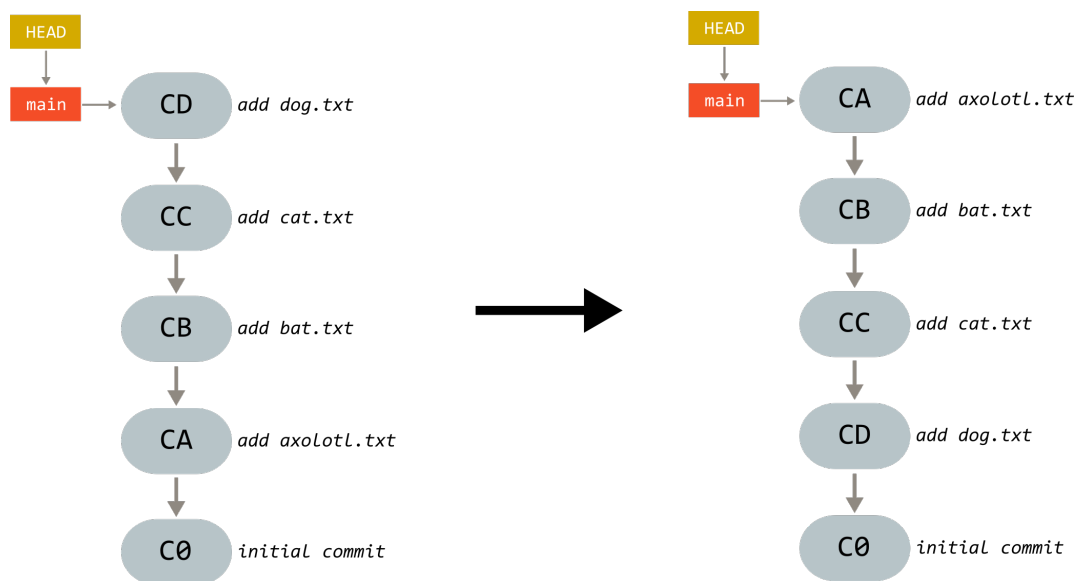 HEAD
main
CD add dog.txt
CC add cat.txt
CB add bat.txt
CA add axolotl.txt
C0 initial commit
HEAD
main
CA add axolotl.txt
CB add bat.txt
CC add cat.txt
CD add dog.txt
C0 initial commit